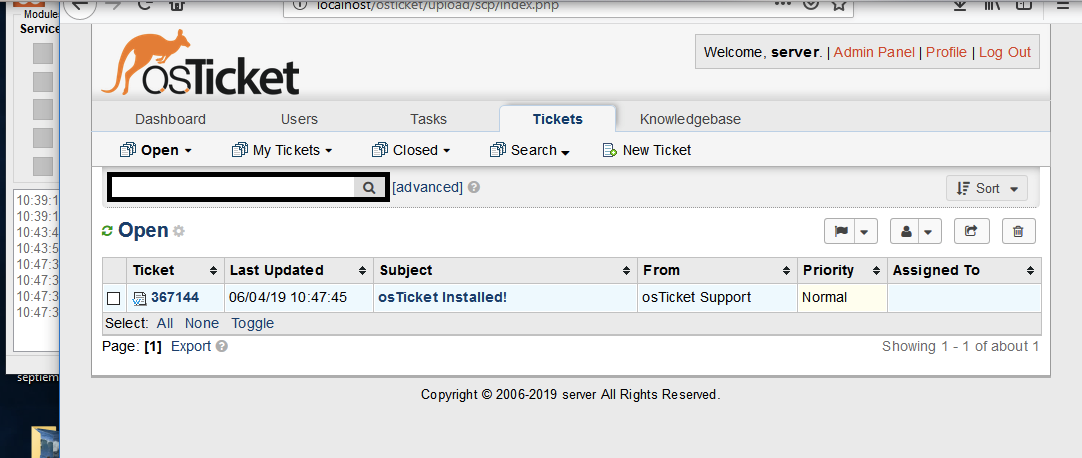 Module
Service
localhost/osticket/upload/scp/index.php
osTicket
Welcome, server. | Admin Panel | Profile | Log Out
Dashboard Users Tasks Tickets Knowledgebase
Open My Tickets Closed Search New Ticket
[advanced] Sort
Open
Ticket Last Updated Subject From Priority Assigned To
367144 06/04/19 10:47:45 osTicket Installed! osTicket Support Normal
Select: All None Toggle
Page: [1] Export Showing 1 - 1 of about 1
Copyright © 2006-2019 server All Rights Reserved.
10:39:1
10:39:1
10:43:4
10:43:5
10:47:3
10:47:3
10:47:3
10:47:3
septiem